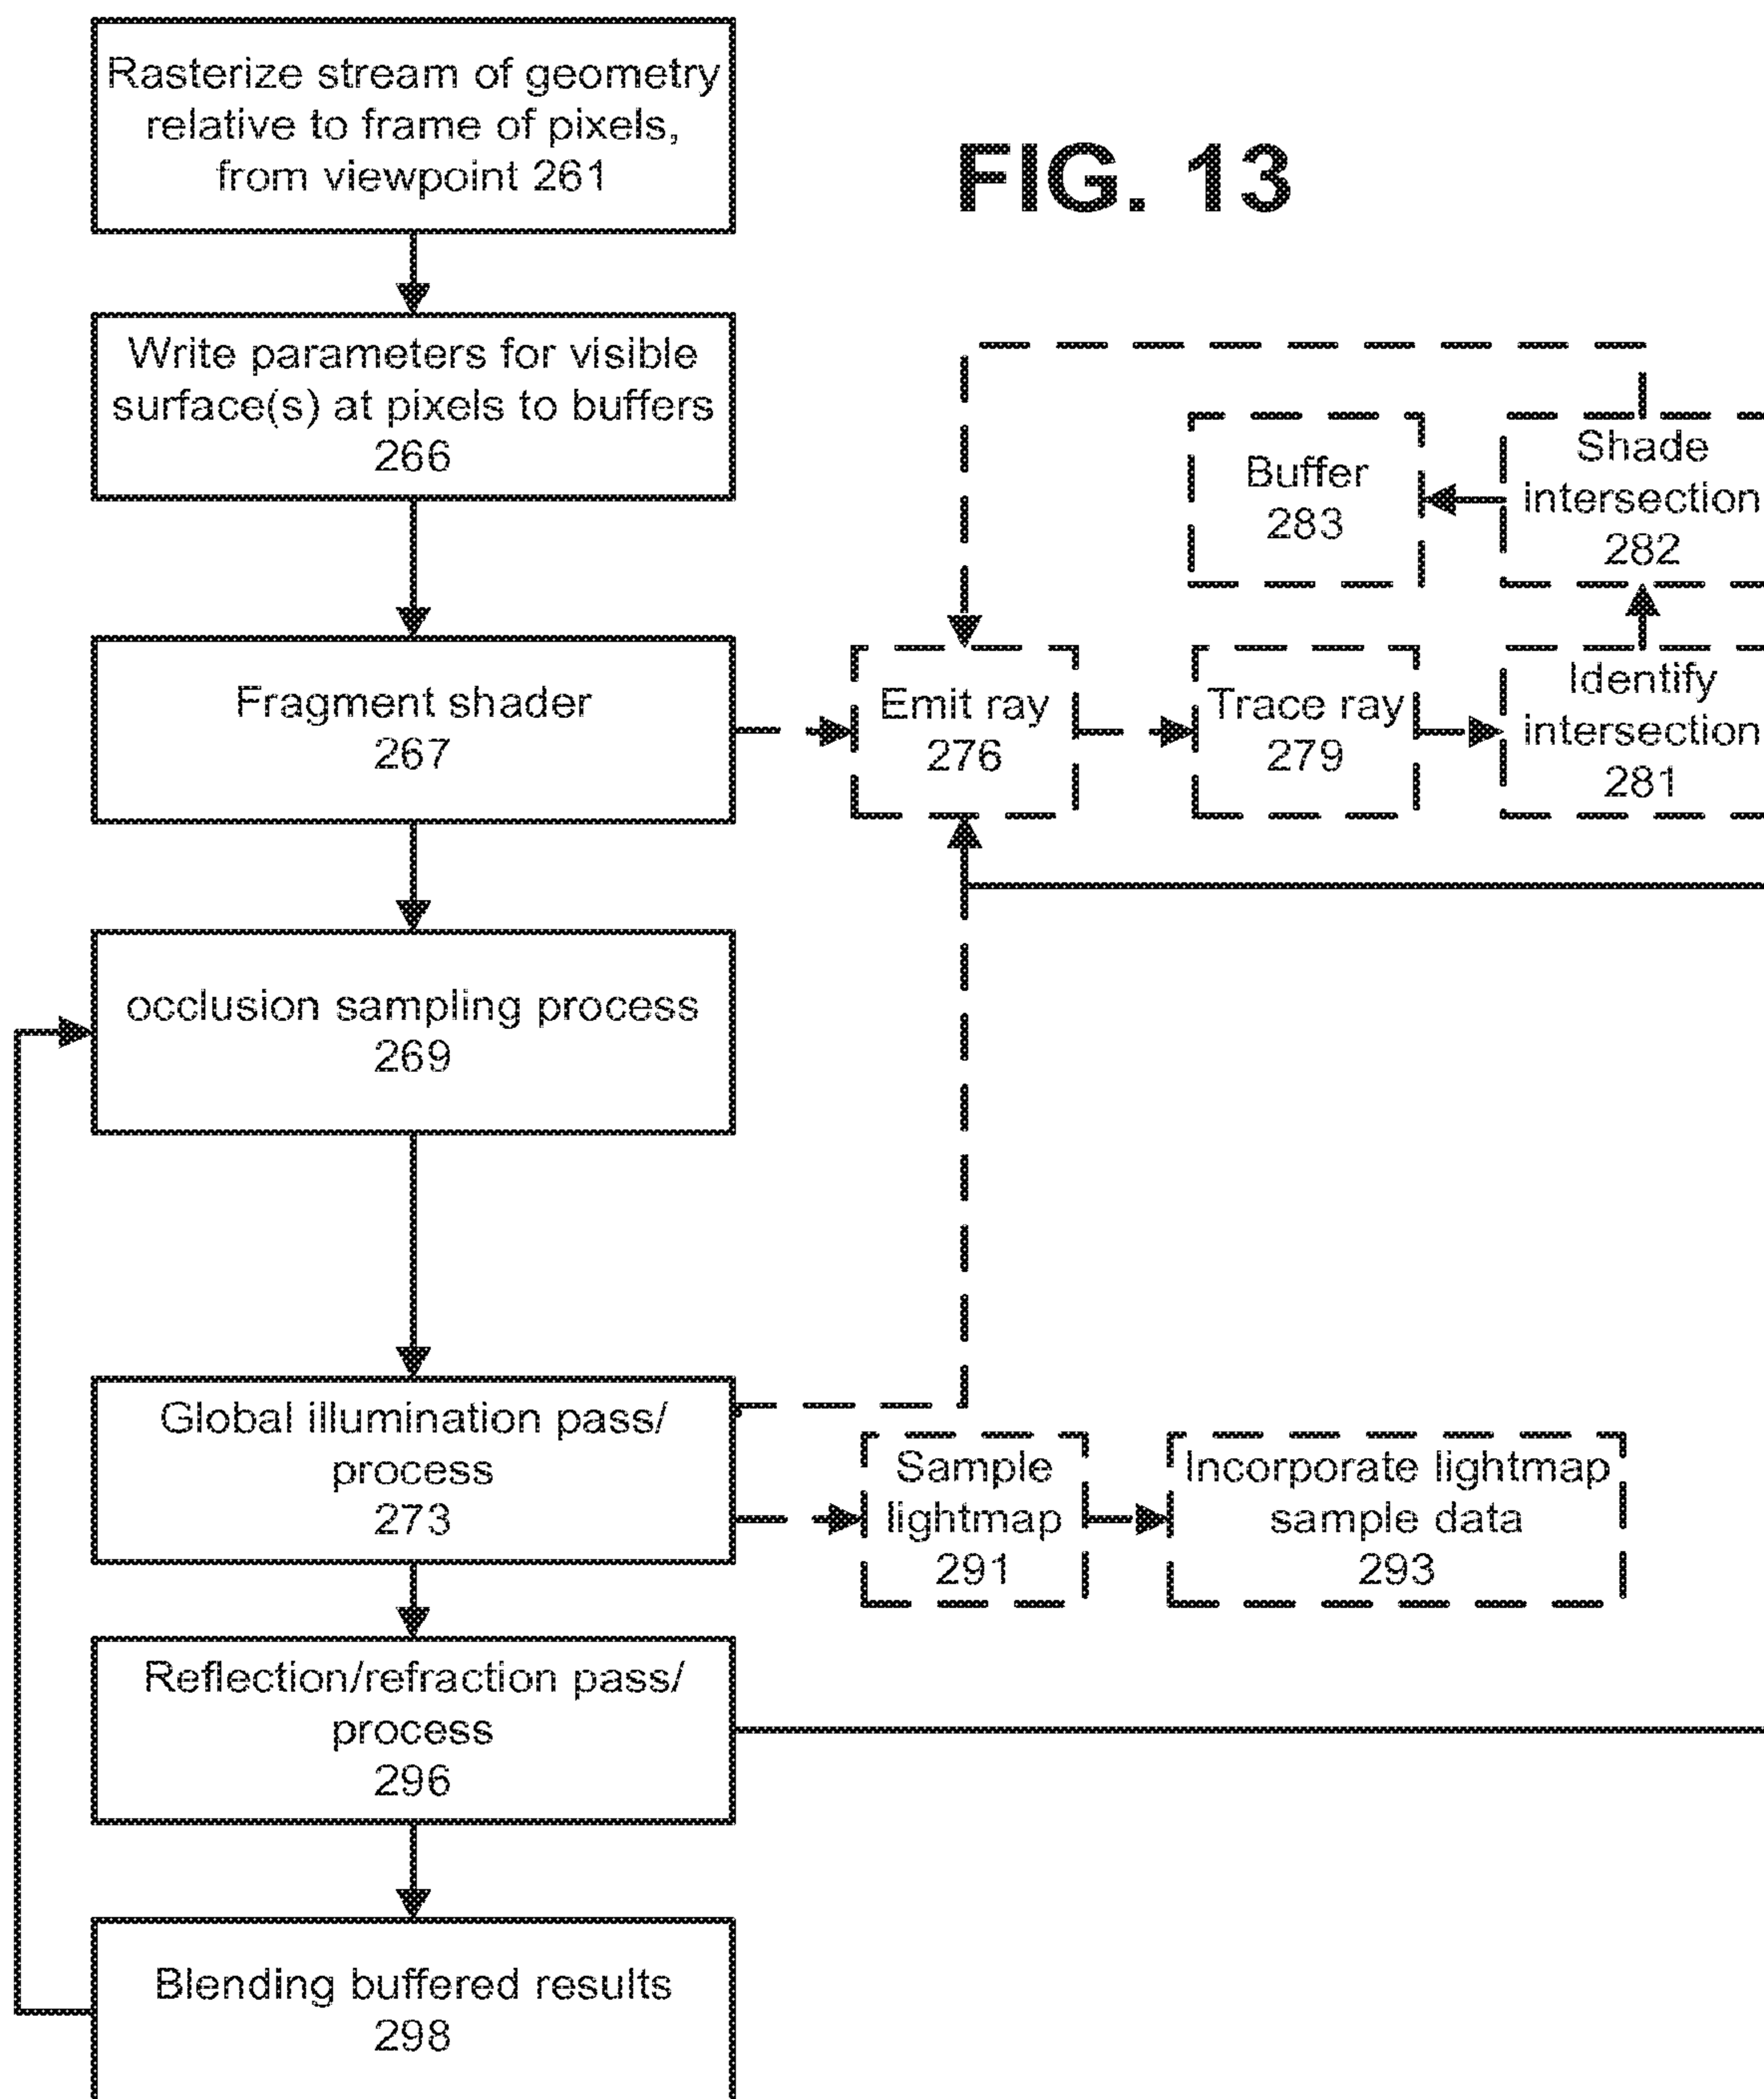 Rasterize stream of geometry
relative to frame of pixels,
from viewpoint 261
FIG. 13
Write parameters for visible
surface(s) at pixels to buffers
266
Buffer
283
Shade
intersection
282
Fragment shader
267
Emit ray
276
Trace ray
279
Identify
intersection
281
occlusion sampling process
269
Global illumination pass/
process
273
Sample
lightmap
291
Incorporate lightmap
sample data
293
Reflection/refraction pass/
process
296
Blending buffered results
298